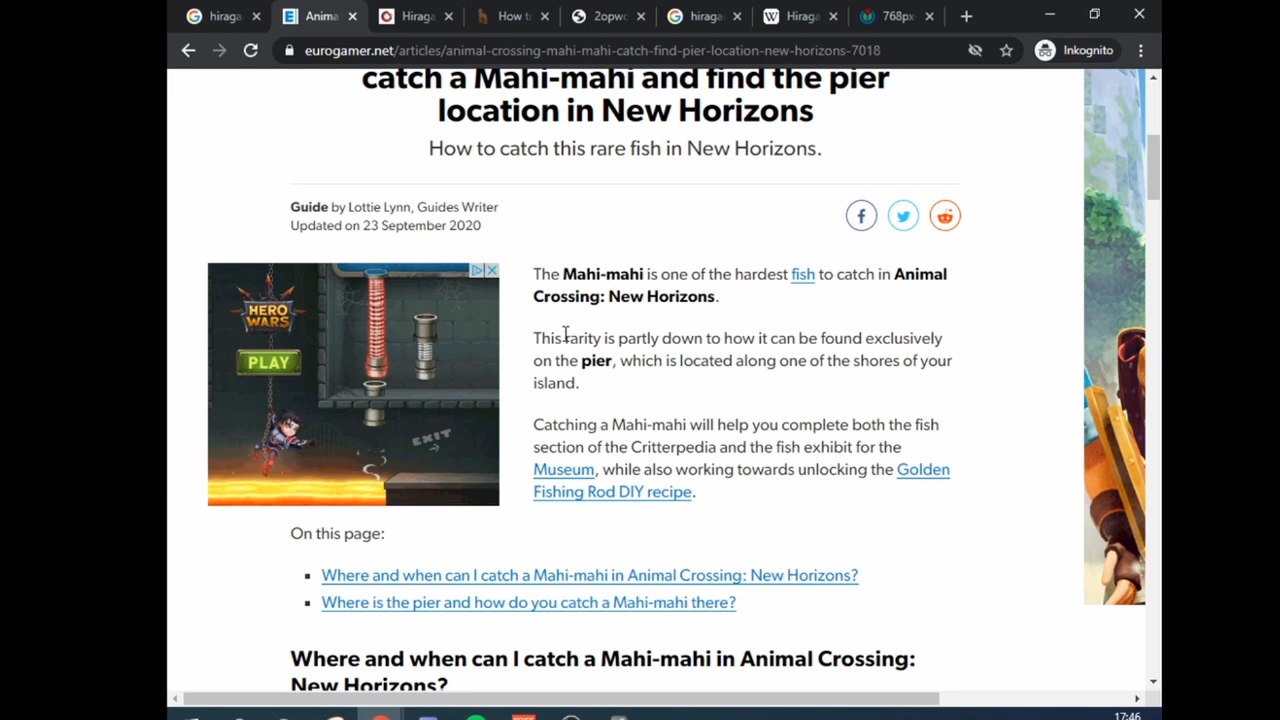 hiraga
Anima
Hiraga
How to
2opwo
hiraga
Hirag
768px-
eurogamer.net/articles/animal-crossing-mahi-mahi-catch-find-pier-location-new-horizons-7018
Inkognito
catch a Mahi-mahi and find the pier
location in New Horizons
How to catch this rare fish in New Horizons.
Guide by Lottie Lynn, Guides Writer
Updated on 23 September 2020
HERO
WARS
PLAY
EXIT
The Mahi-mahi is one of the hardest fish to catch in Animal
Crossing: New Horizons.
This rarity is partly down to how it can be found exclusively
on the pier, which is located along one of the shores of your
island.
Catching a Mahi-mahi will help you complete both the fish
section of the Critterpedia and the fish exhibit for the
Museum, while also working towards unlocking the Golden
Fishing Rod DIY recipe.
On this page:
Where and when can I catch a Mahi-mahi in Animal Crossing: New Horizons?
Where is the pier and how do you catch a Mahi-mahi there?
Where and when can I catch a Mahi-mahi in Animal Crossing:
New Horizons?
17:46